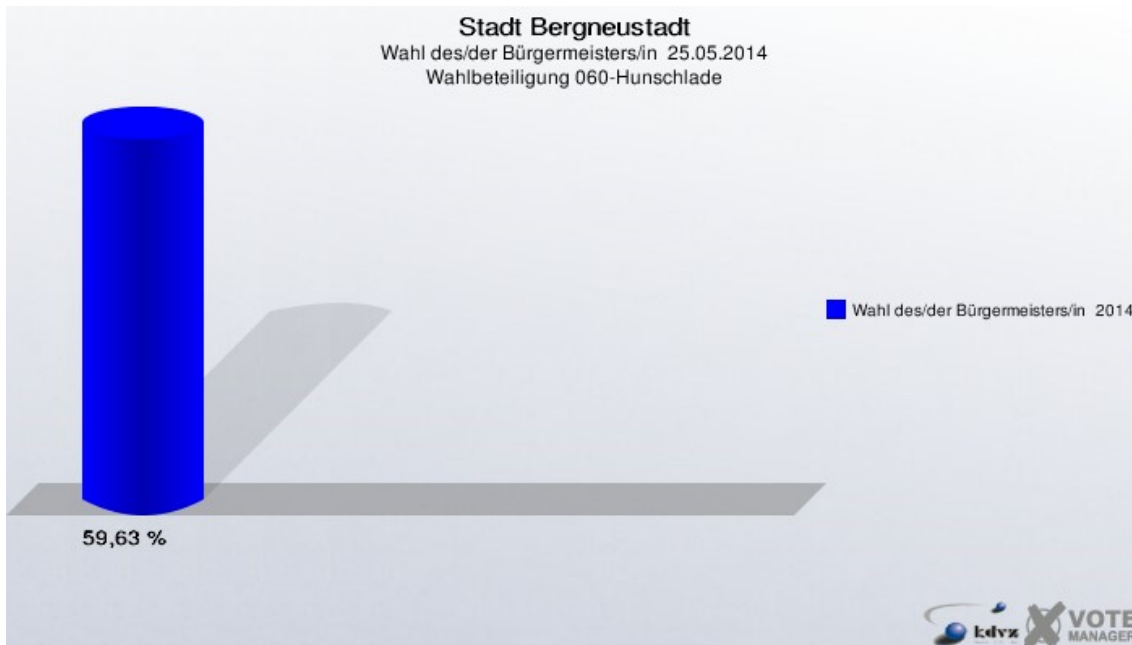 Stadt Bergneustadt
Wahl des/der Bürgermeisters/in 25.05.2014
Wahlbeteiligung 060-Hunschlade
Wahl des/der Bürgermeisters/in 2014
59,63 %
kdvz
VOTE
MANAGER